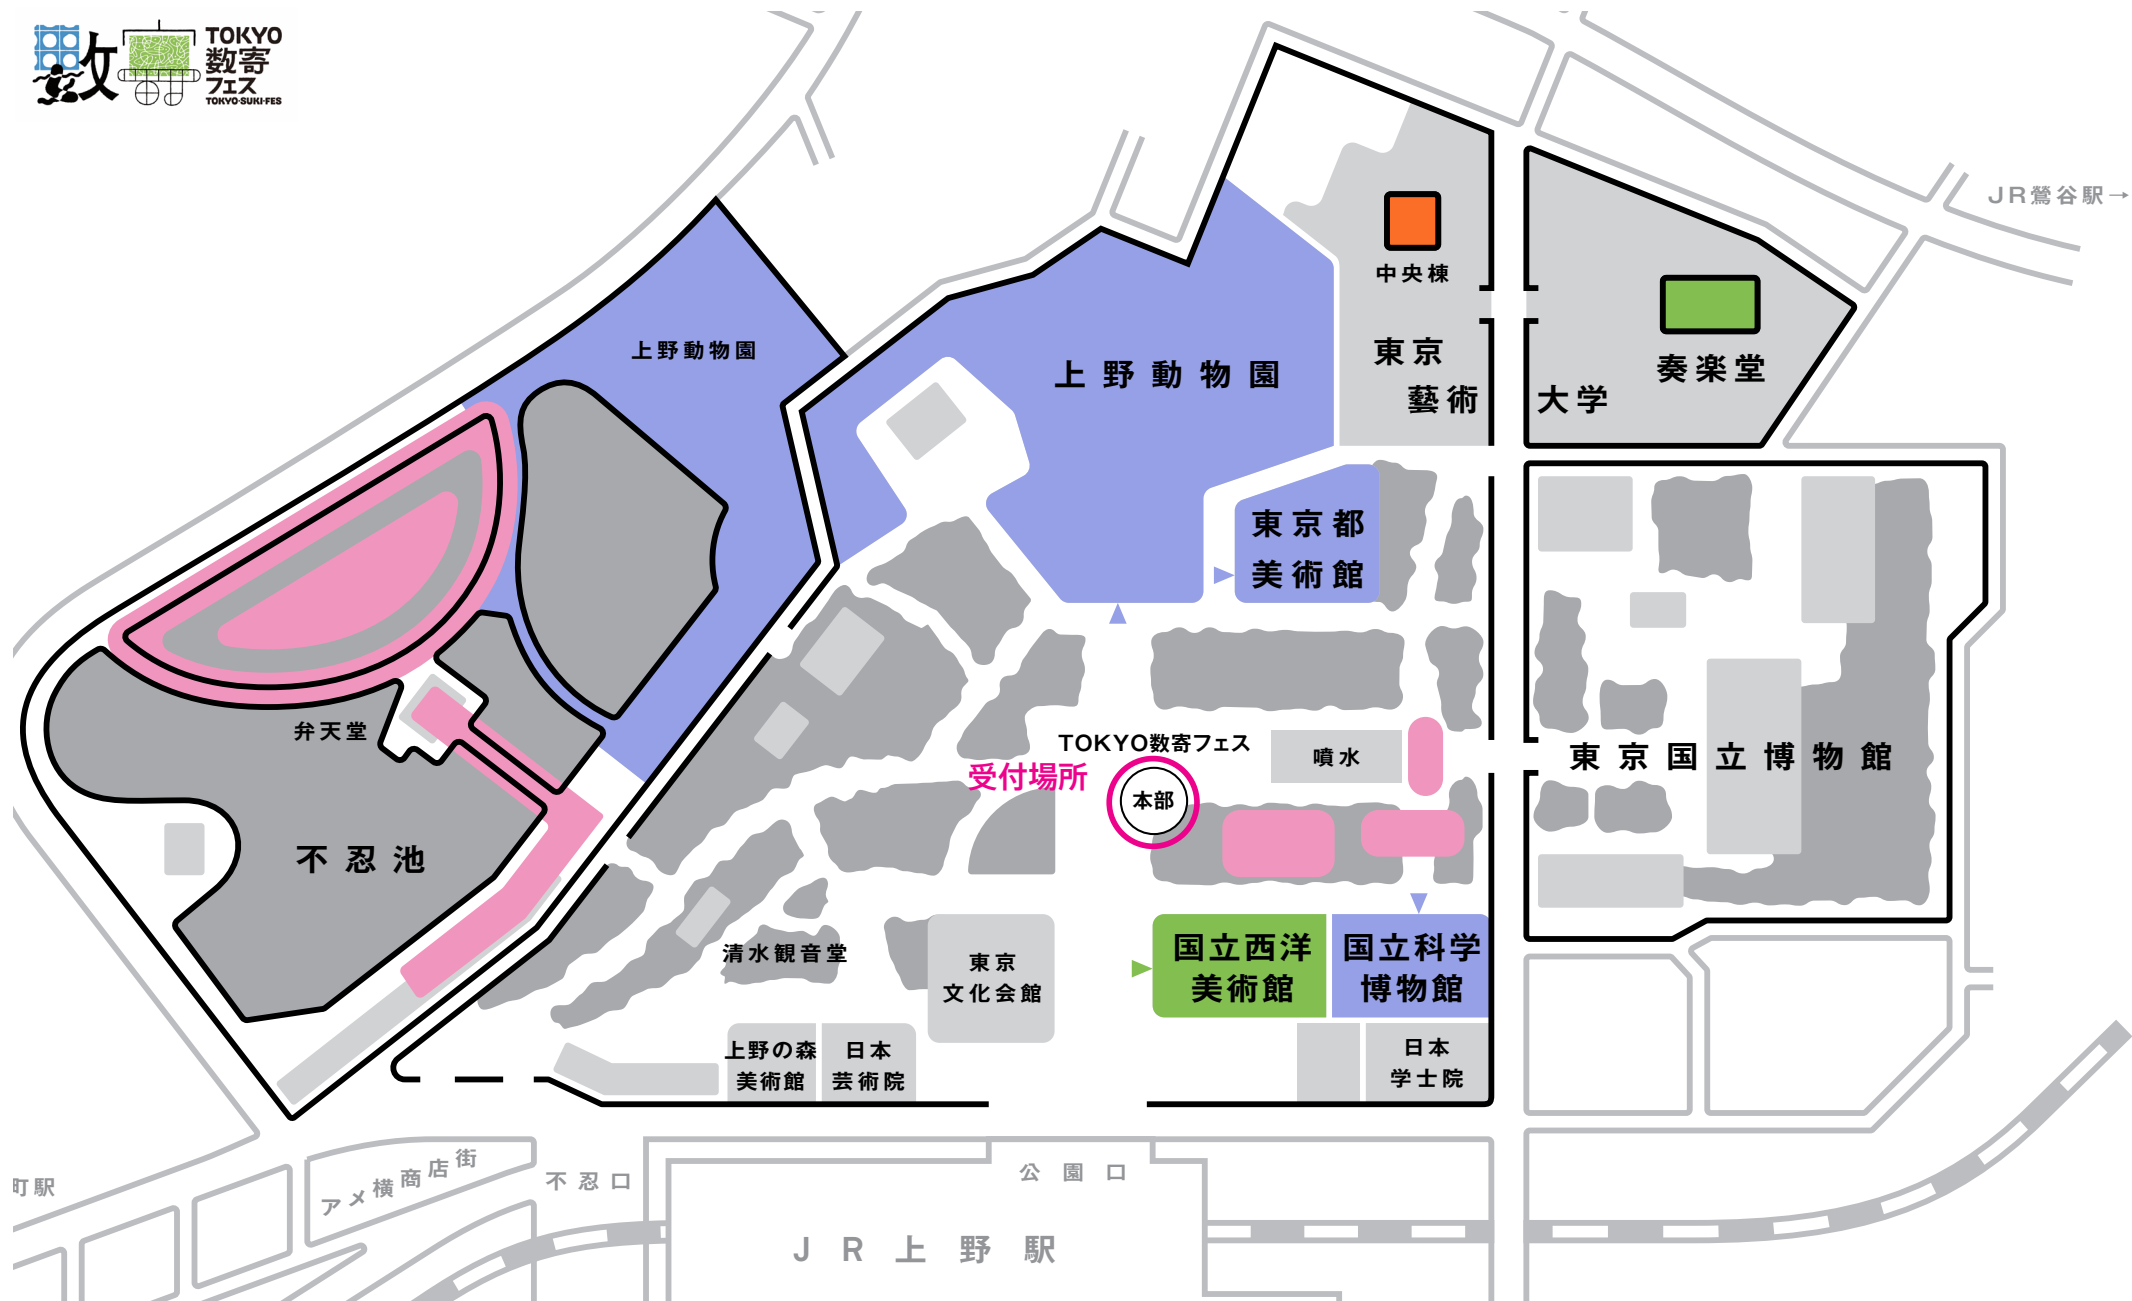 TOKYO
数寄
フェス
TOKYO-SUKI-FES
JR鶯谷駅→
中央棟
上野動物園
上野動物園
東京
藝術
大学
奏楽堂
東京都
美術館
弁天堂
TOKYO数寄フェス
受付場所
本部
噴水
東京国立博物館
不忍池
清水観音堂
東京
文化会館
国立西洋
美術館
国立科学
博物館
上野の森
美術館
日本
芸術院
日本
学士院
町駅
アメ横商店街
不忍口
公園口
JR上野駅